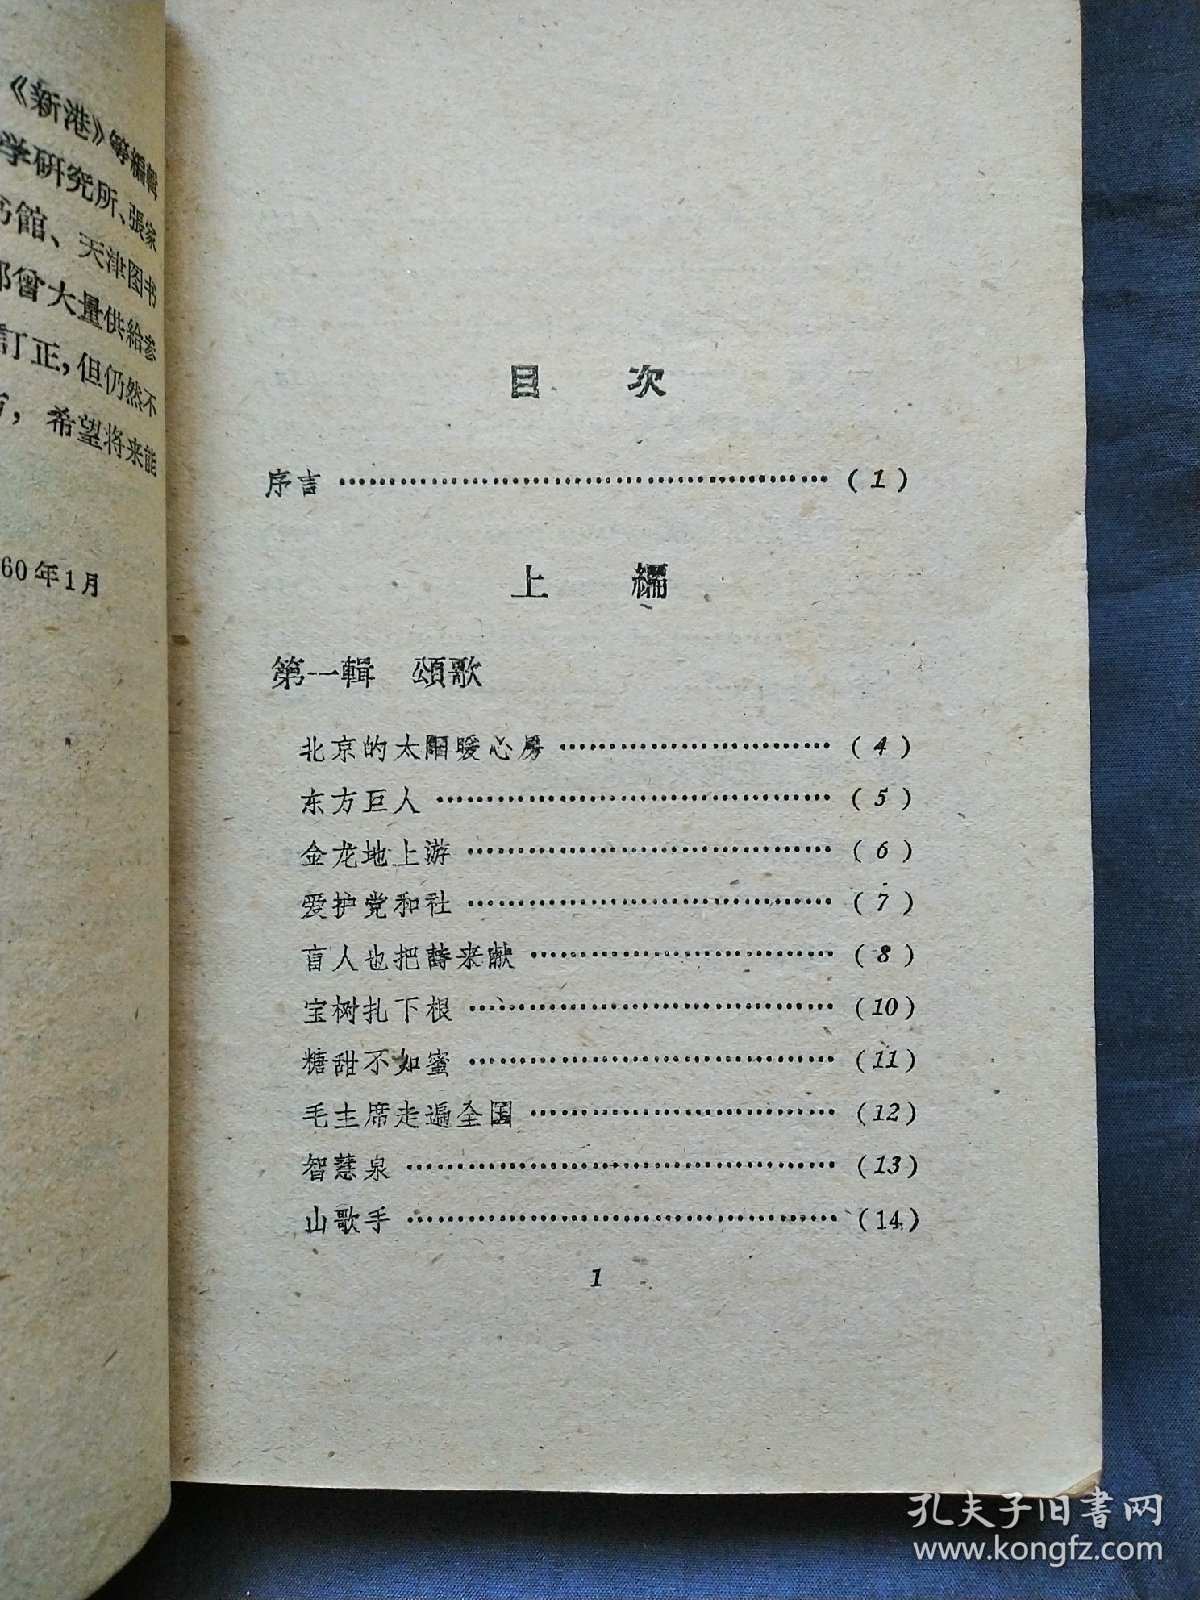 《新港》等編輯
学研究所、張家
館、天津图书
部曾大量供給参
訂正，但仍然不
，希望将来能
60年1月
目 次
序言………………………………………(1)
上 編
第一輯 頌歌
北京的太阳暖心房………………………(4)
东方巨人…………………………………(5)
金龙地上游………………………………(6)
爱护党和社………………………………(7)
盲人也把詩来献…………………………(8)
宝树扎下根………………………………(10)
糖甜不如蜜………………………………(11)
毛主席走遍全国…………………………(12)
智慧泉……………………………………(13)
山歌手……………………………………(14)
1
孔夫子旧書网
www.kongfz.com